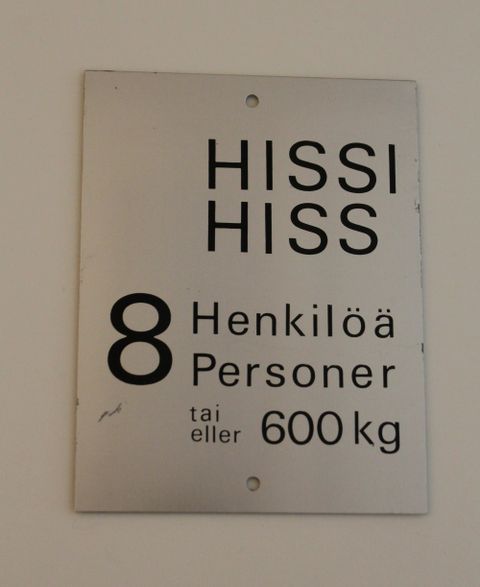 HISSI
HISS
8 Henkilöä
Personer
tai
eller 600 kg